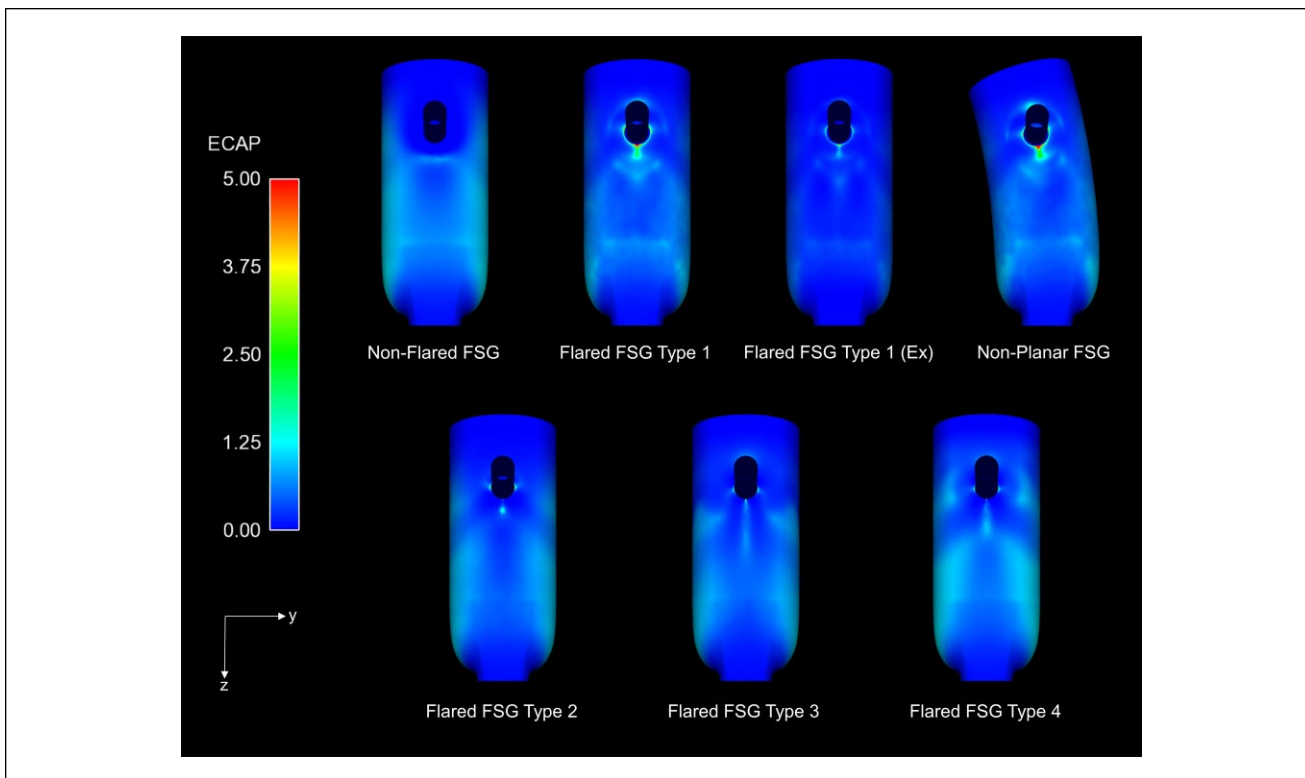 ECAP
5.00
3.75
2.50
1.25
0.00
Non-Flared FSG
Flared FSG Type 1
Flared FSG Type 1 (Ex)
Non-Planar FSG
y
z
Flared FSG Type 2
Flared FSG Type 3
Flared FSG Type 4